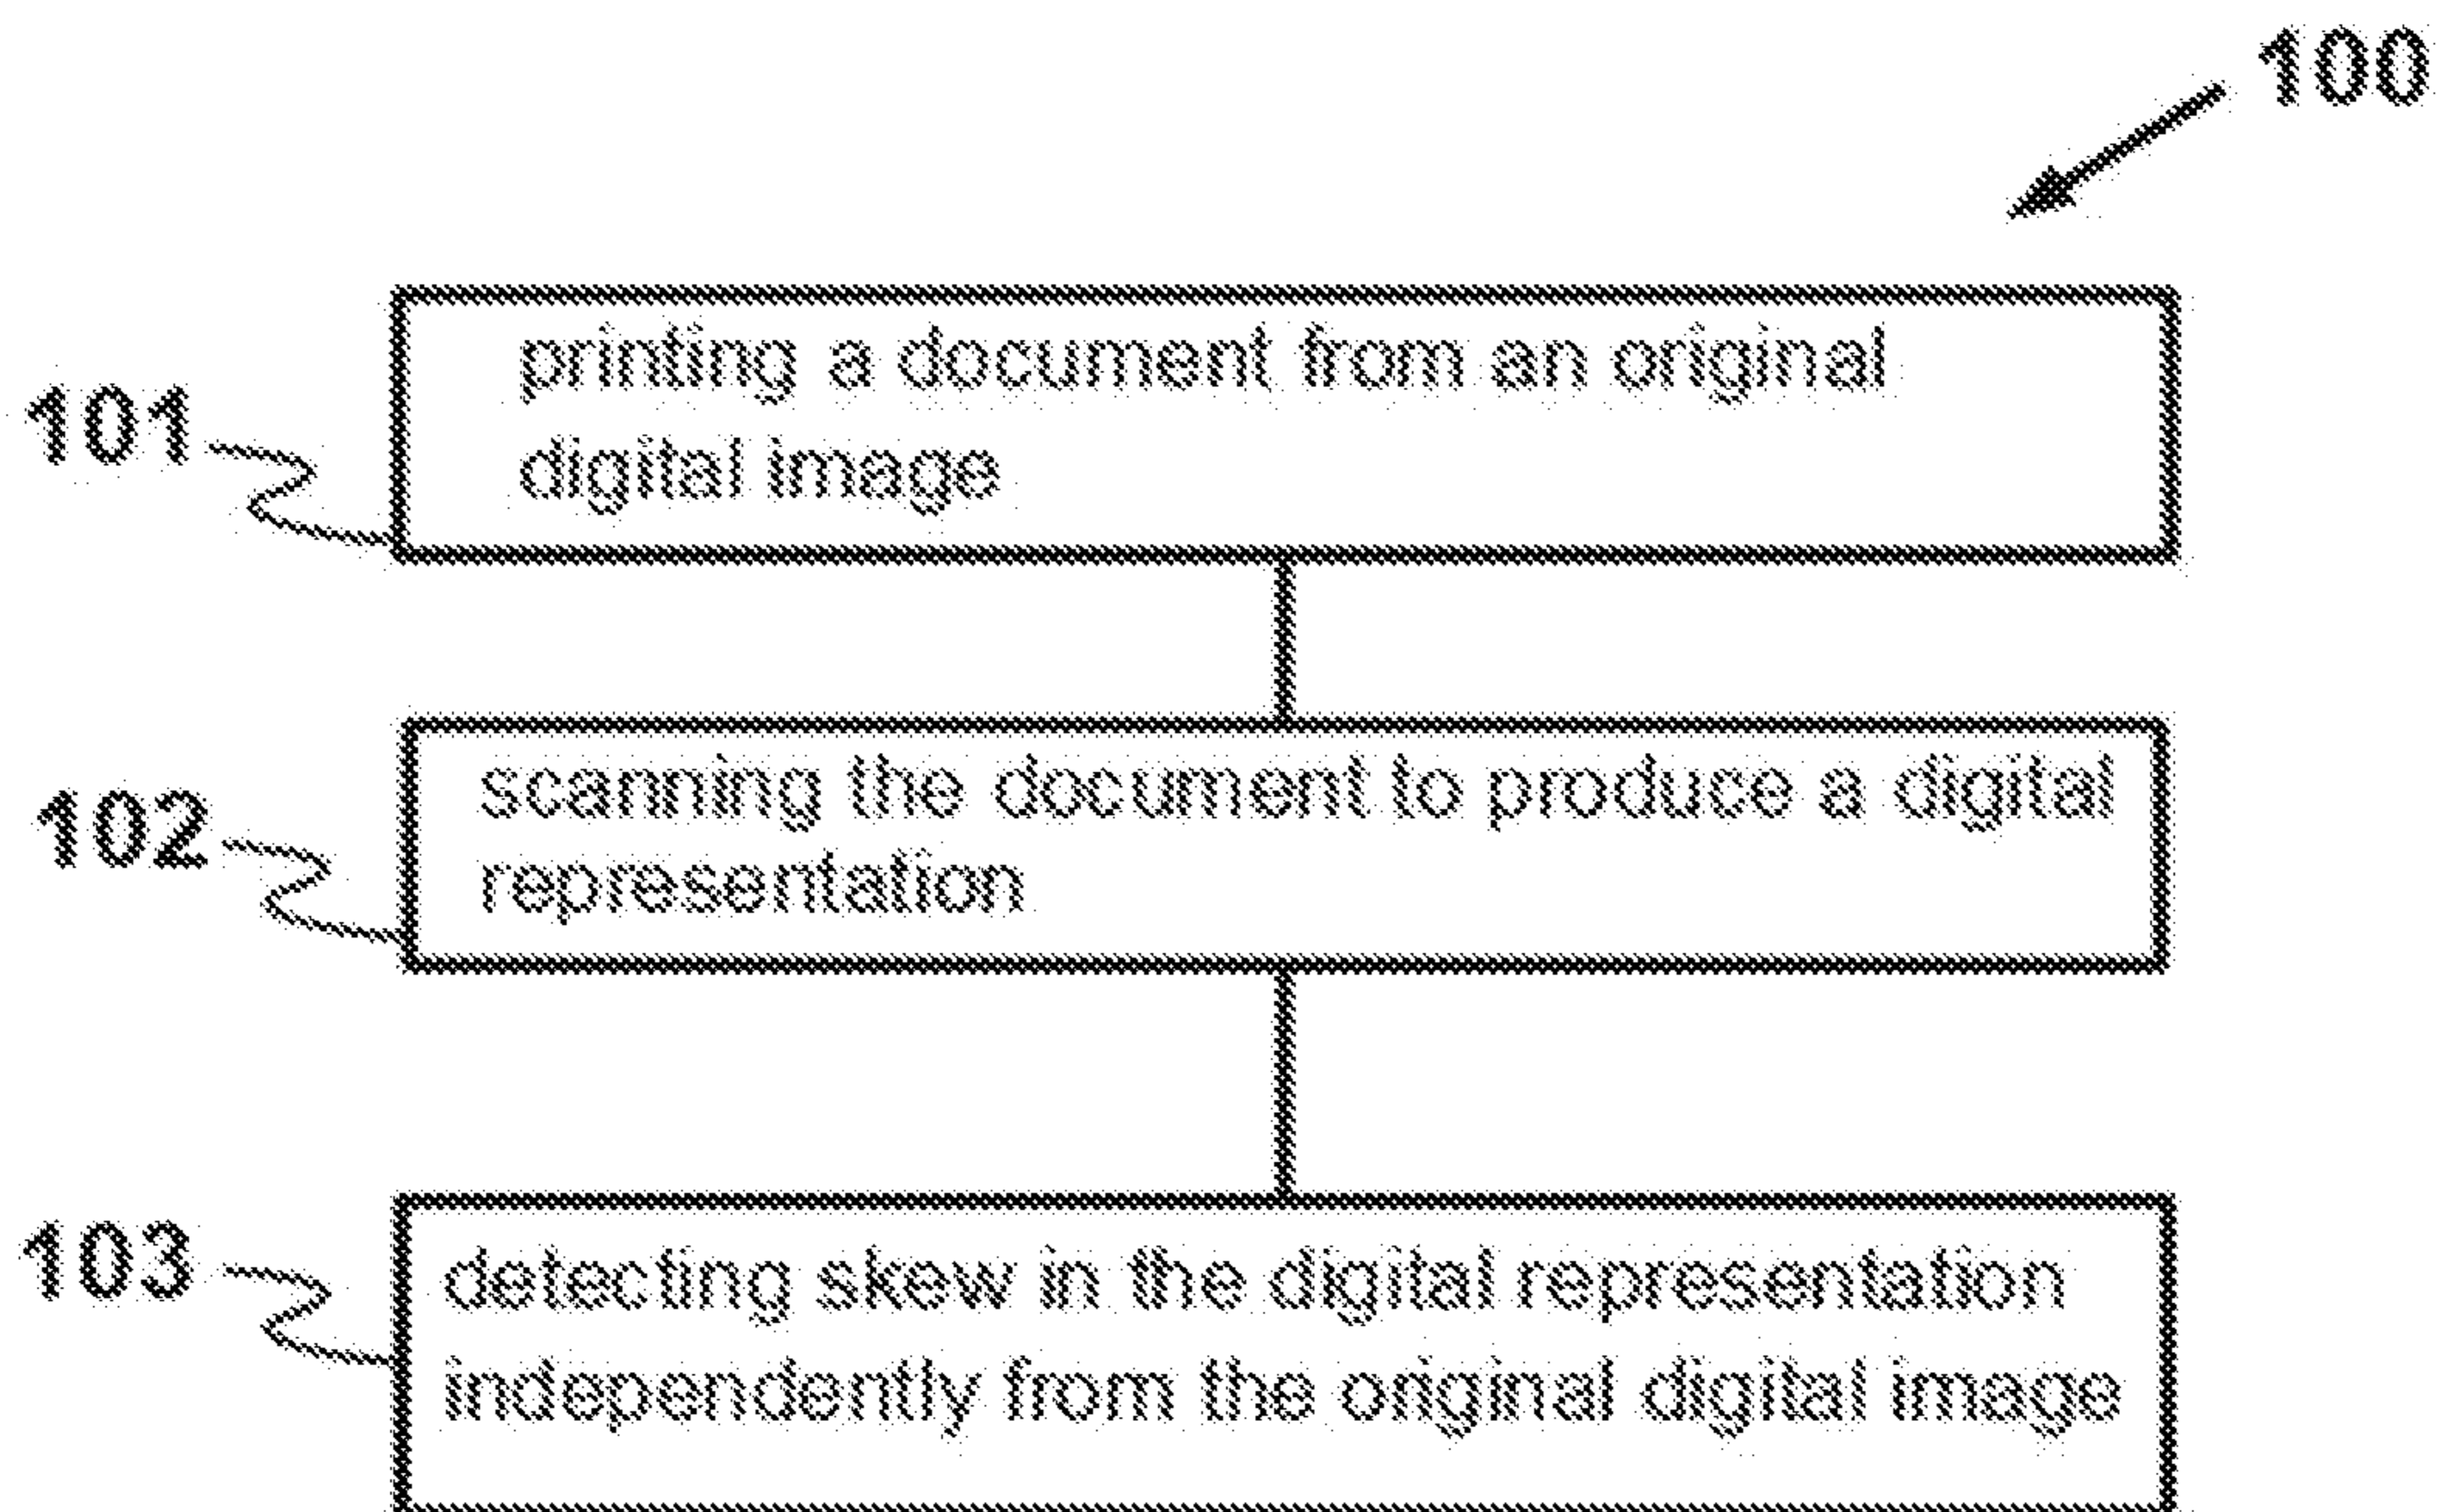 100
101
printing a document from an original
digital image
102
scanning the document to produce a digital
representation
103
detecting skew in the digital representation
independently from the original digital image